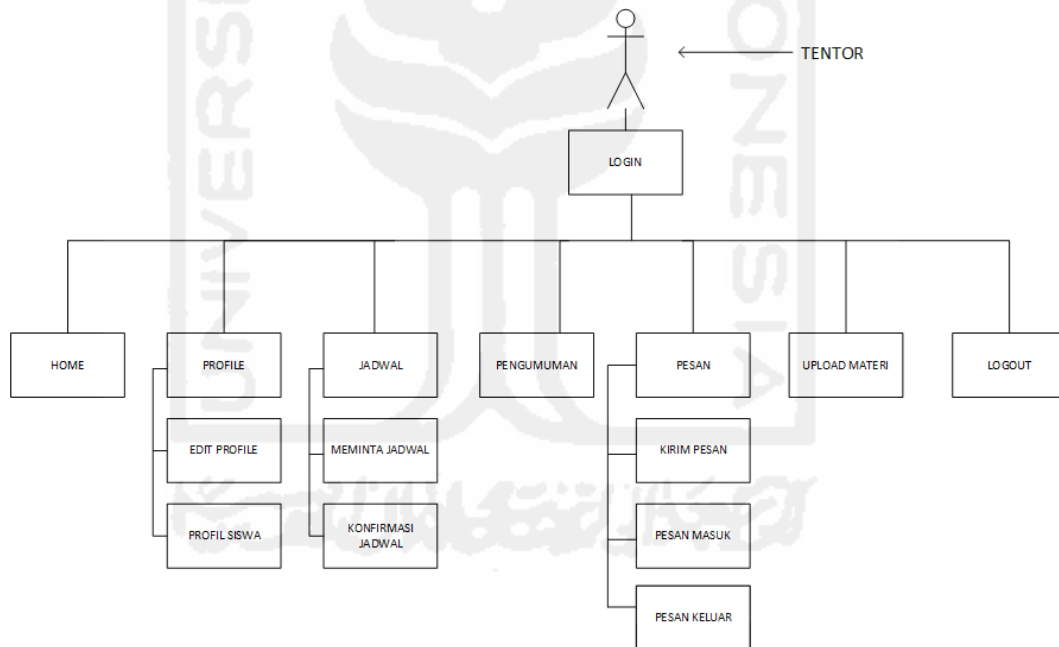 TENTOR
LOGIN
HOME
PROFILE
JADWAL
PENGUMUMAN
PESAN
UPLOAD MATERI
LOGOUT
EDIT PROFILE
MEMINTA JADWAL
KIRIM PESAN
PROFIL SISWA
KONFIRMASI
JADWAL
PESAN MASUK
PESAN KELUAR